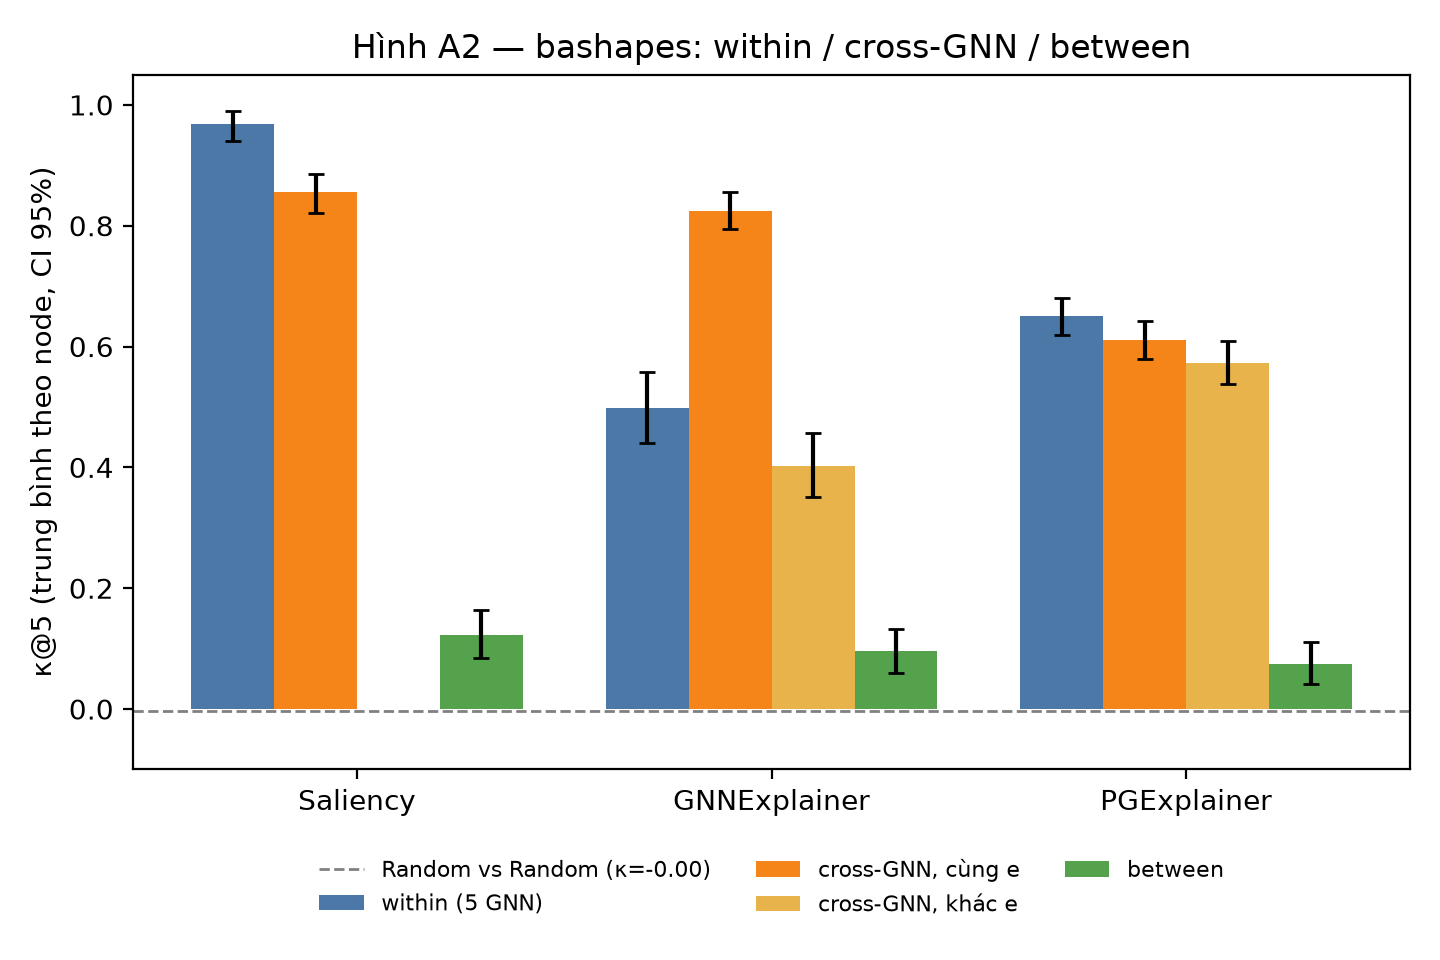 Hình A2 — bashapes: within / cross-GNN / between
κ@5 (trung bình theo node, CI 95%)
1.0
0.8
0.6
0.4
0.2
0.0
Saliency
GNNExplainer
PGExplainer
Random vs Random (κ=-0.00)
within (5 GNN)
cross-GNN, cùng e
cross-GNN, khác e
between